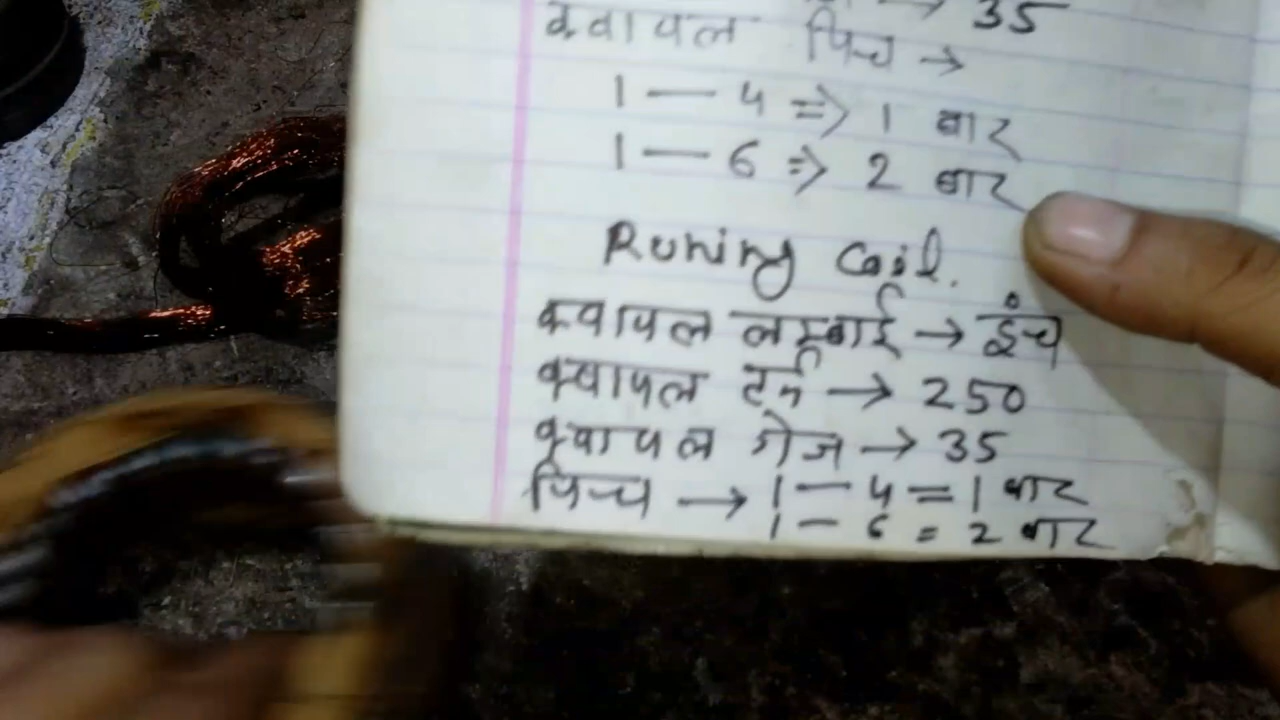 → 35
क्वायल पिच →
1 — 4 => 1 बार
1 — 6 => 2 बार
Runing Coil.
क्वायल लम्बाई → इंच
क्वायल टर्न → 250
क्वायल गेज → 35
पिच → 1 — 4 = 1 बार
1 — 6 = 2 बार